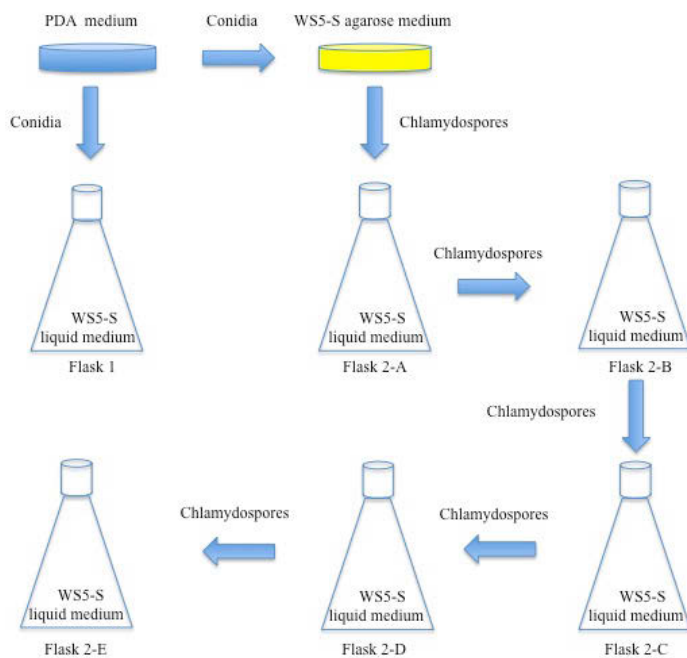 PDA medium
Conidia
WS5-S agarose medium
Conidia
Chlamydospores
WS5-S
liquid medium
Flask 1
WS5-S
liquid medium
Flask 2-A
Chlamydospores
WS5-S
liquid medium
Flask 2-B
Chlamydospores
WS5-S
liquid medium
Flask 2-C
Chlamydospores
WS5-S
liquid medium
Flask 2-D
Chlamydospores
WS5-S
liquid medium
Flask 2-E